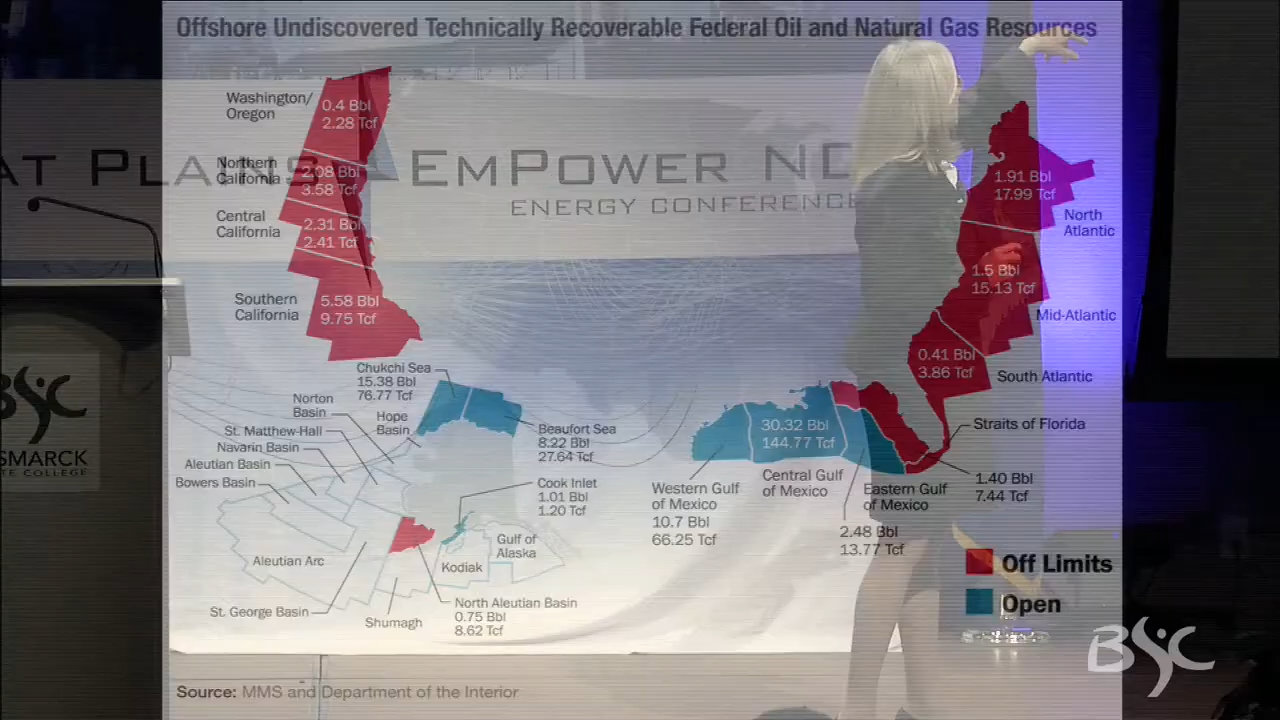 Offshore Undiscovered Technically Recoverable Federal Oil and Natural Gas Resources
Washington/
Oregon
0.4 Bbl
2.28 Tcf
Northern
California
2.08 Bbl
3.58 Tcf
Central
California
2.31 Bbl
2.41 Tcf
Southern
California
5.58 Bbl
9.75 Tcf
AT PLAINS EMPOWER ND
ENERGY CONFERENCE
1.91 Bbl
17.99 Tcf
North
Atlantic
1.5 Bbl
15.13 Tcf
Mid-Atlantic
0.41 Bbl
3.86 Tcf
South Atlantic
Straits of Florida
1.40 Bbl
7.44 Tcf
Chukchi Sea
15.38 Bbl
76.77 Tcf
Norton
Basin
Hope
Basin
St. Matthew-Hall
Navarin Basin
Aleutian Basin
Bowers Basin
Beaufort Sea
8.22 Bbl
27.64 Tcf
Cook Inlet
1.01 Bbl
1.20 Tcf
Gulf of
Alaska
Kodiak
Aleutian Arc
St. George Basin
Shumagh
North Aleutian Basin
0.75 Bbl
8.62 Tcf
30.32 Bbl
144.77 Tcf
Western Gulf
of Mexico
10.7 Bbl
66.25 Tcf
Central Gulf
of Mexico
Eastern Gulf
of Mexico
2.48 Bbl
13.77 Tcf
Off Limits
Open
Source: MMS and Department of the Interior
BSC
SMARCK
TE COLLEGE
BSC